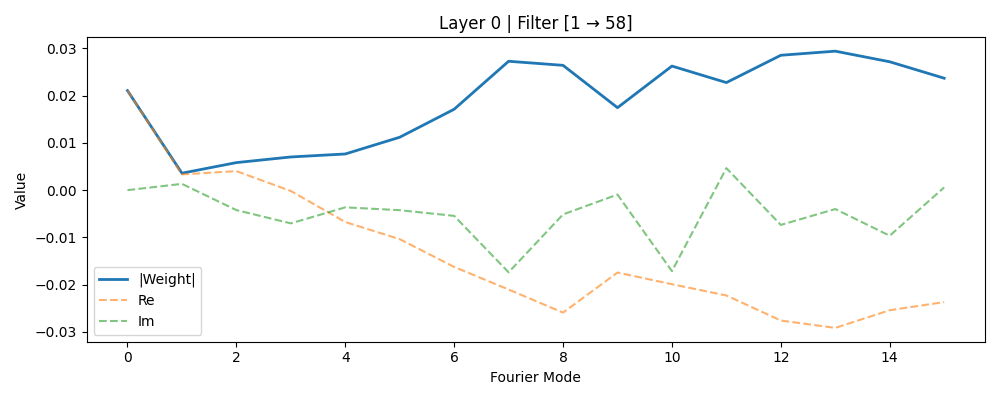 Layer 0 | Filter [1 → 58]
0.03
0.02
0.01
0.00
−0.01
−0.02
−0.03
Value
|Weight|
Re
Im
0 2 4 6 8 10 12 14
Fourier Mode